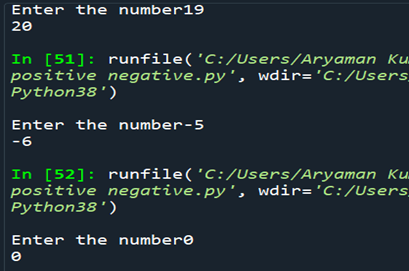 Enter the number19
20
In [51]: runfile('C:/Users/Aryaman Ku
positive negative.py', wdir='C:/Users
Python38')
Enter the number-5
-6
In [52]: runfile('C:/Users/Aryaman Ku
positive negative.py', wdir='C:/Users
Python38')
Enter the number0
0